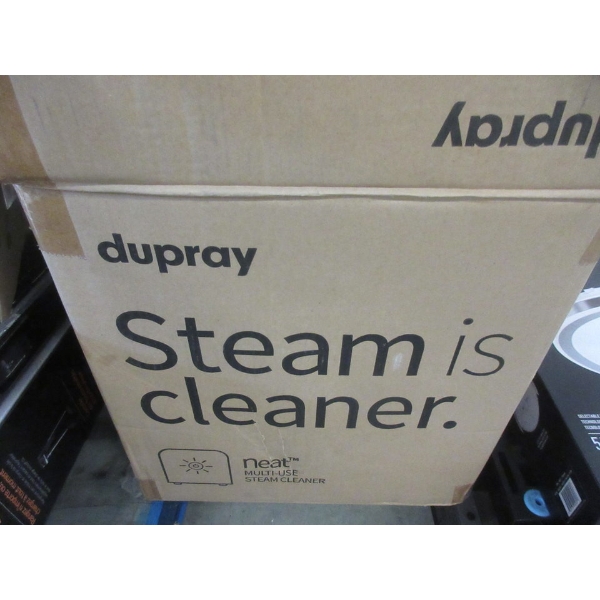 dupray
dupray
Steam is
cleaner.
neat™
MULTI-USE
STEAM CLEANER